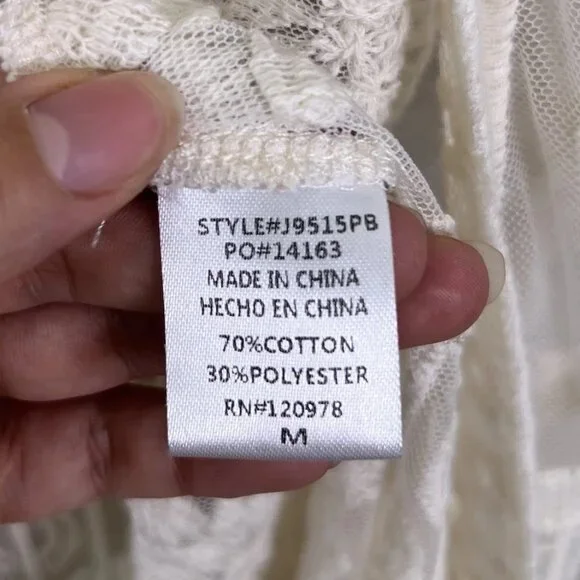 STYLE#J9515PB
PO#14163
MADE IN CHINA
HECHO EN CHINA
70%COTTON
30%POLYESTER
RN#120978
M